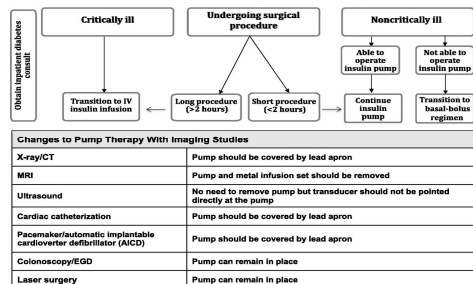 Obtain inpatient diabetes
consult
Critically ill
Undergoing surgical
procedure
Noncritically ill
Able to
operate
insulin pump
Not able to
operate
insulin pump
Transition to IV
insulin infusion
Long procedure
(>2 hours)
Short procedure
(<2 hours)
Continue
insulin
pump
Transition to
basal-bolus
regimen
Changes to Pump Therapy With Imaging Studies
X-ray/CT
Pump should be covered by lead apron
MRI
Pump and metal infusion set should be removed
Ultrasound
No need to remove pump but transducer should not be pointed
directly at the pump
Cardiac catheterization
Pump should be covered by lead apron
Pacemaker/automatic implantable
cardioverter defibrillator (AICD)
Pump should be covered by lead apron
Colonoscopy/EGD
Pump can remain in place
Laser surgery
Pump can remain in place